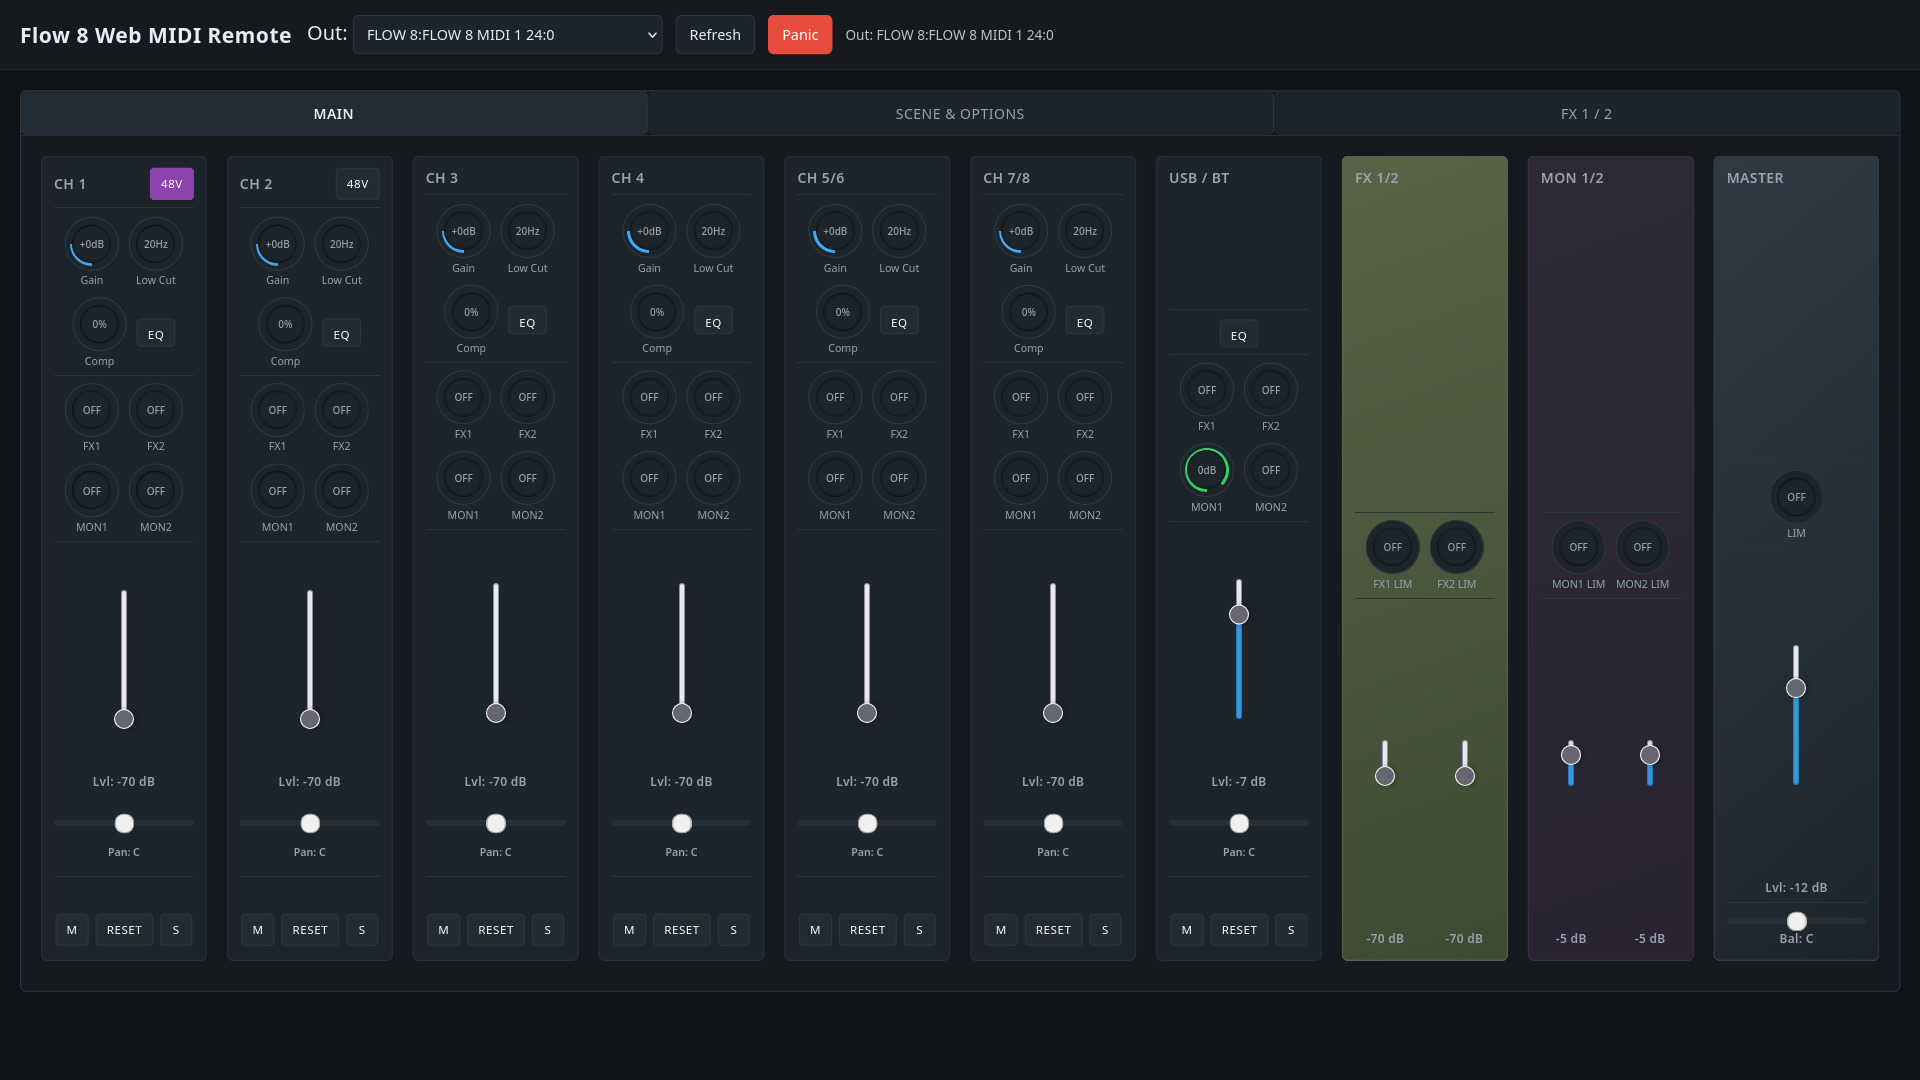 Flow 8 Web MIDI Remote Out: FLOW 8:FLOW 8 MIDI 1 24:0 Refresh Panic Out: FLOW 8:FLOW 8 MIDI 1 24:0
MAIN SCENE & OPTIONS FX 1 / 2
CH 1 48V
+0dB 20Hz
Gain Low Cut
0% EQ
Comp
OFF OFF
FX1 FX2
OFF OFF
MON1 MON2
Lvl: -70 dB
Pan: C
M RESET S
CH 2 48V
+0dB 20Hz
Gain Low Cut
0% EQ
Comp
OFF OFF
FX1 FX2
OFF OFF
MON1 MON2
Lvl: -70 dB
Pan: C
M RESET S
CH 3
+0dB 20Hz
Gain Low Cut
0% EQ
Comp
OFF OFF
FX1 FX2
OFF OFF
MON1 MON2
Lvl: -70 dB
Pan: C
M RESET S
CH 4
+0dB 20Hz
Gain Low Cut
0% EQ
Comp
OFF OFF
FX1 FX2
OFF OFF
MON1 MON2
Lvl: -70 dB
Pan: C
M RESET S
CH 5/6
+0dB 20Hz
Gain Low Cut
0% EQ
Comp
OFF OFF
FX1 FX2
OFF OFF
MON1 MON2
Lvl: -70 dB
Pan: C
M RESET S
CH 7/8
+0dB 20Hz
Gain Low Cut
0% EQ
Comp
OFF OFF
FX1 FX2
OFF OFF
MON1 MON2
Lvl: -70 dB
Pan: C
M RESET S
USB / BT
EQ
OFF OFF
FX1 FX2
0dB OFF
MON1 MON2
Lvl: -7 dB
Pan: C
M RESET S
FX 1/2
OFF OFF
FX1 LIM FX2 LIM
-70 dB -70 dB
MON 1/2
OFF OFF
MON1 LIM MON2 LIM
-5 dB -5 dB
MASTER
OFF
LIM
Lvl: -12 dB
Bal: C